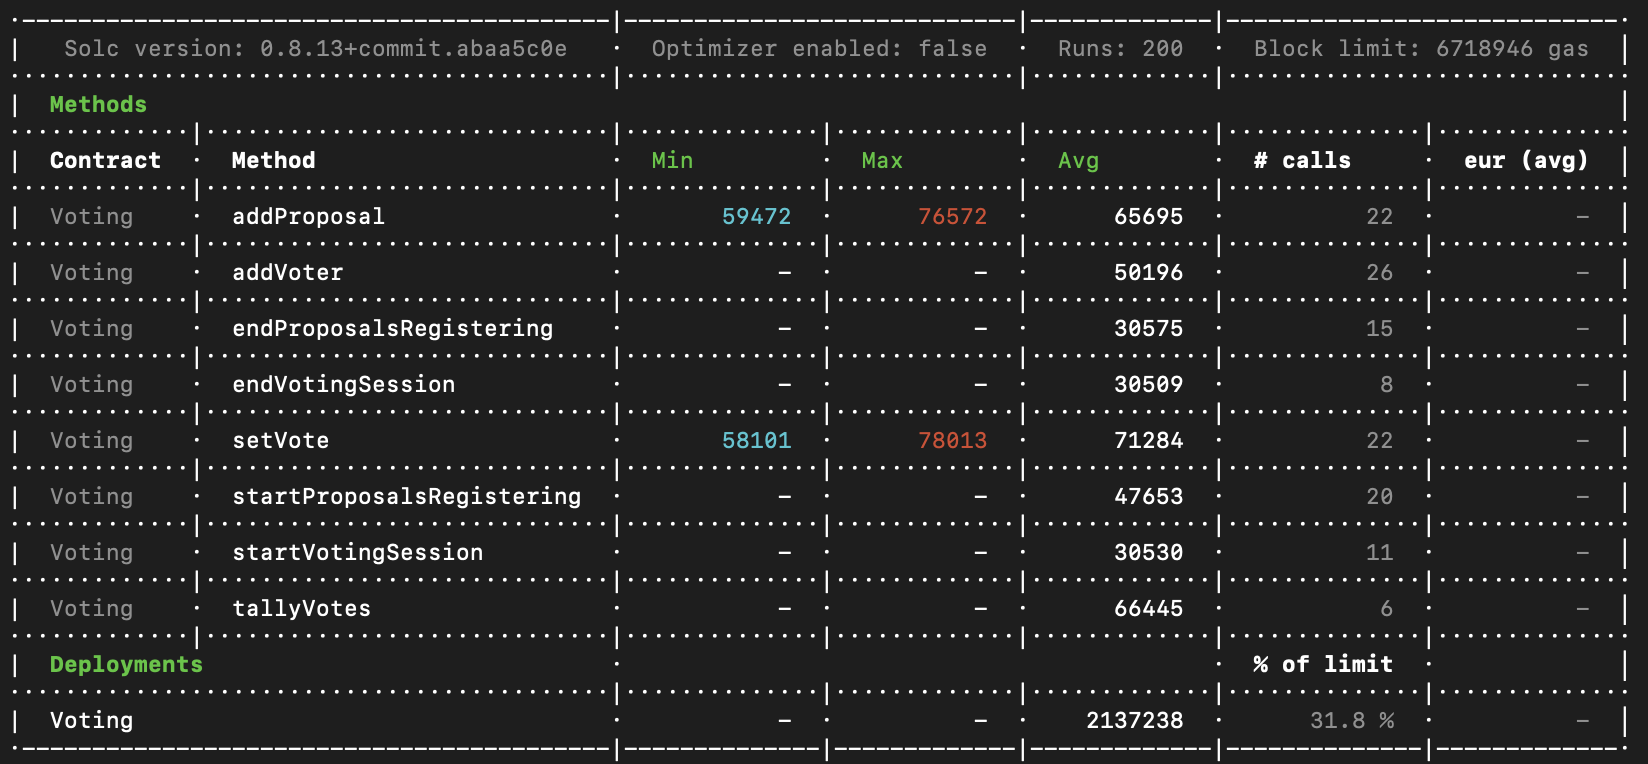 Solc version: 0.8.13+commit.abaa5c0e · Optimizer enabled: false · Runs: 200 · Block limit: 6718946 gas
Methods
Contract · Method · Min · Max · Avg · # calls · eur (avg)
Voting · addProposal · 59472 · 76572 · 65695 · 22 · –
Voting · addVoter · – · – · 50196 · 26 · –
Voting · endProposalsRegistering · – · – · 30575 · 15 · –
Voting · endVotingSession · – · – · 30509 · 8 · –
Voting · setVote · 58101 · 78013 · 71284 · 22 · –
Voting · startProposalsRegistering · – · – · 47653 · 20 · –
Voting · startVotingSession · – · – · 30530 · 11 · –
Voting · tallyVotes · – · – · 66445 · 6 · –
Deployments · · % of limit ·
Voting · – · – · 2137238 · 31.8 % · –